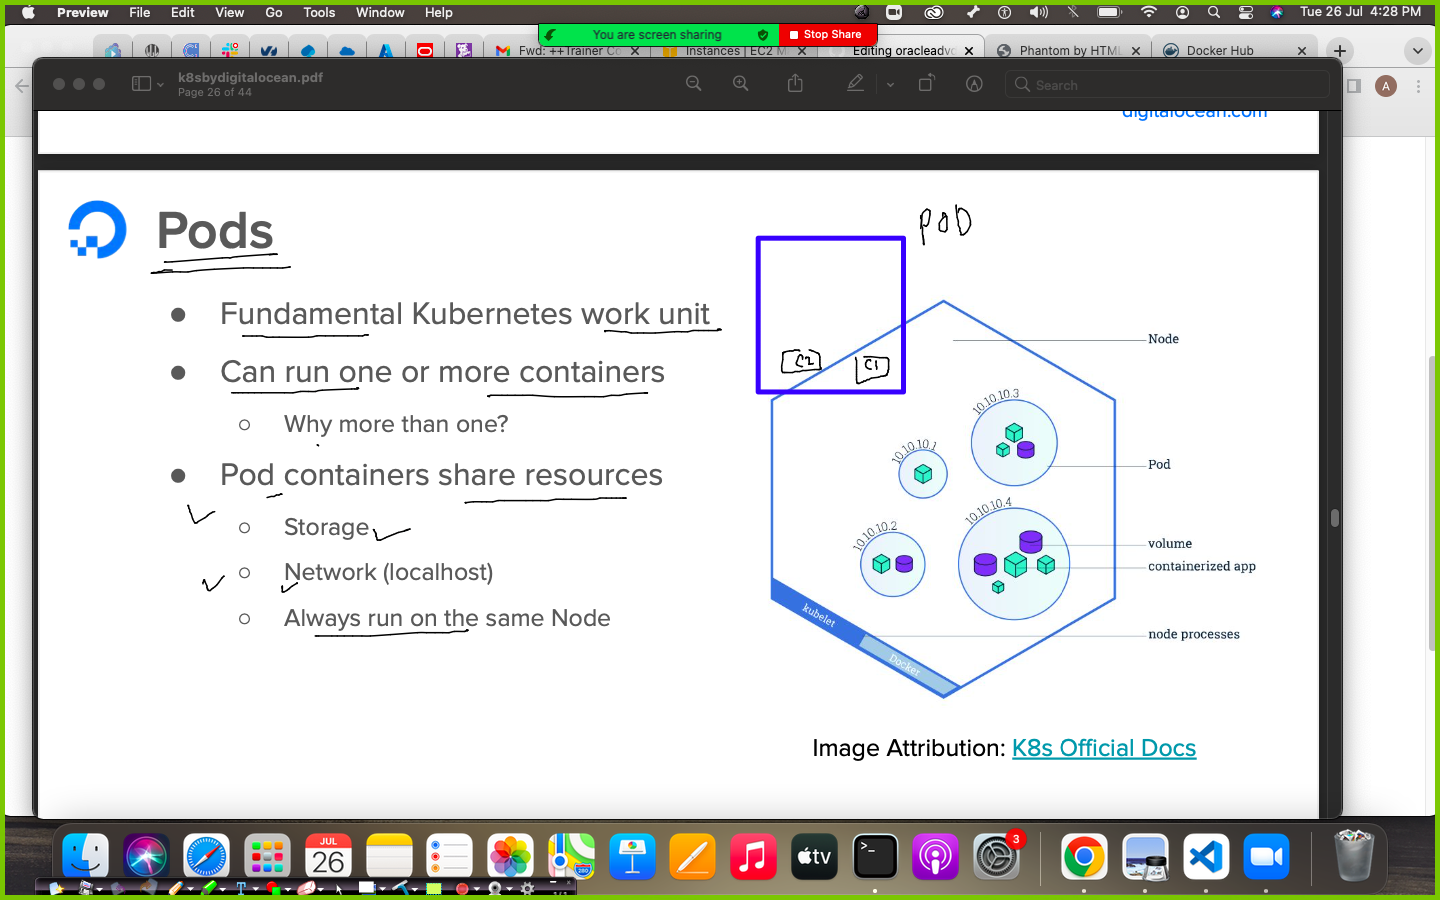 Preview File Edit View Go Tools Window Help Tue 26 Jul 4:28 PM
You are screen sharing Stop Share
Fwd: ++Trainer Co Instances | EC2 M Editing oracleadv Phantom by HTML Docker Hub
k8sbydigitalocean.pdf
Page 26 of 44
Search
A
digitalocean.com
Pods
POD
Fundamental Kubernetes work unit
Can run one or more containers
Why more than one?
Pod containers share resources
Storage
Network (localhost)
Always run on the same Node
C2 C1
Node
10.10.10.3
10.10.10.1
Pod
10.10.10.4
10.10.10.2
volume
containerized app
kubelet
node processes
Docker
Image Attribution: K8s Official Docs
JUL
26
280
tv
>_
3